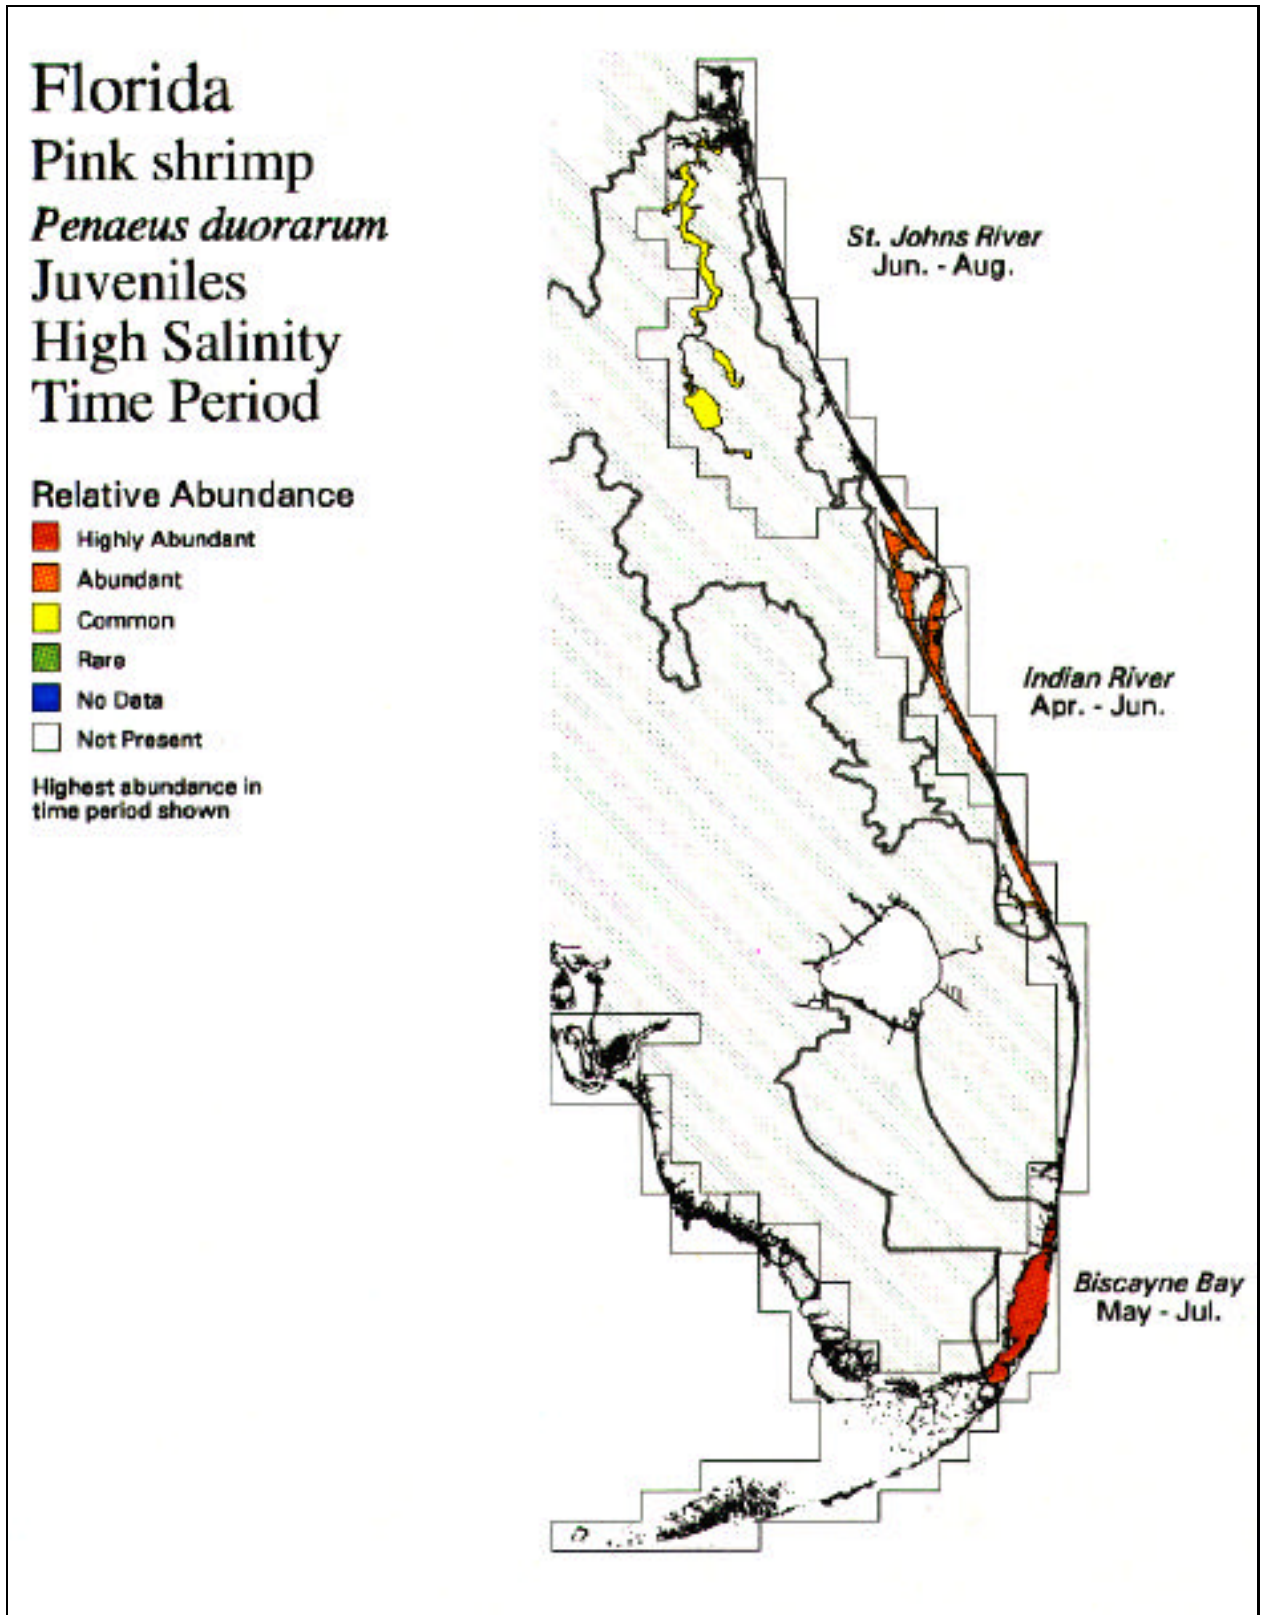 Florida
Pink shrimp
Penaeus duorarum
Juveniles
High Salinity
Time Period
Relative Abundance
Highly Abundant
Abundant
Common
Rare
No Data
Not Present
Highest abundance in
time period shown
St. Johns River
Jun. - Aug.
Indian River
Apr. - Jun.
Biscayne Bay
May - Jul.